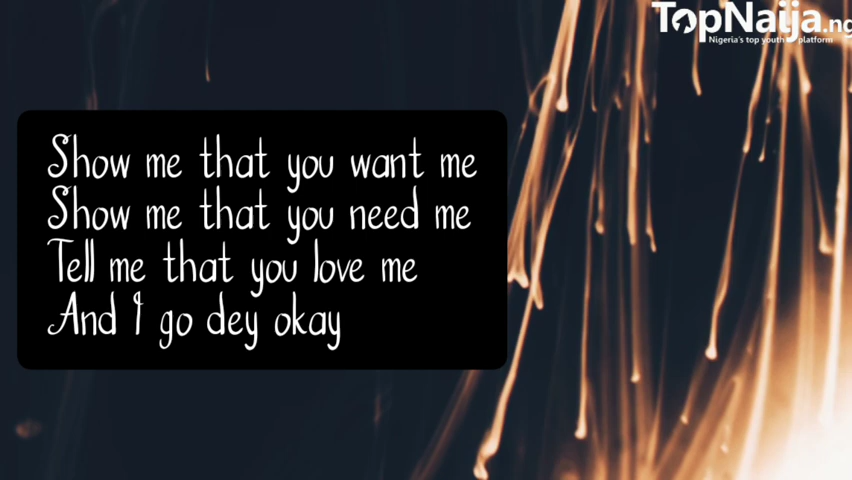 TopNaija.ng
Nigeria's top youth platform
Show me that you want me
Show me that you need me
Tell me that you love me
And I go dey okay